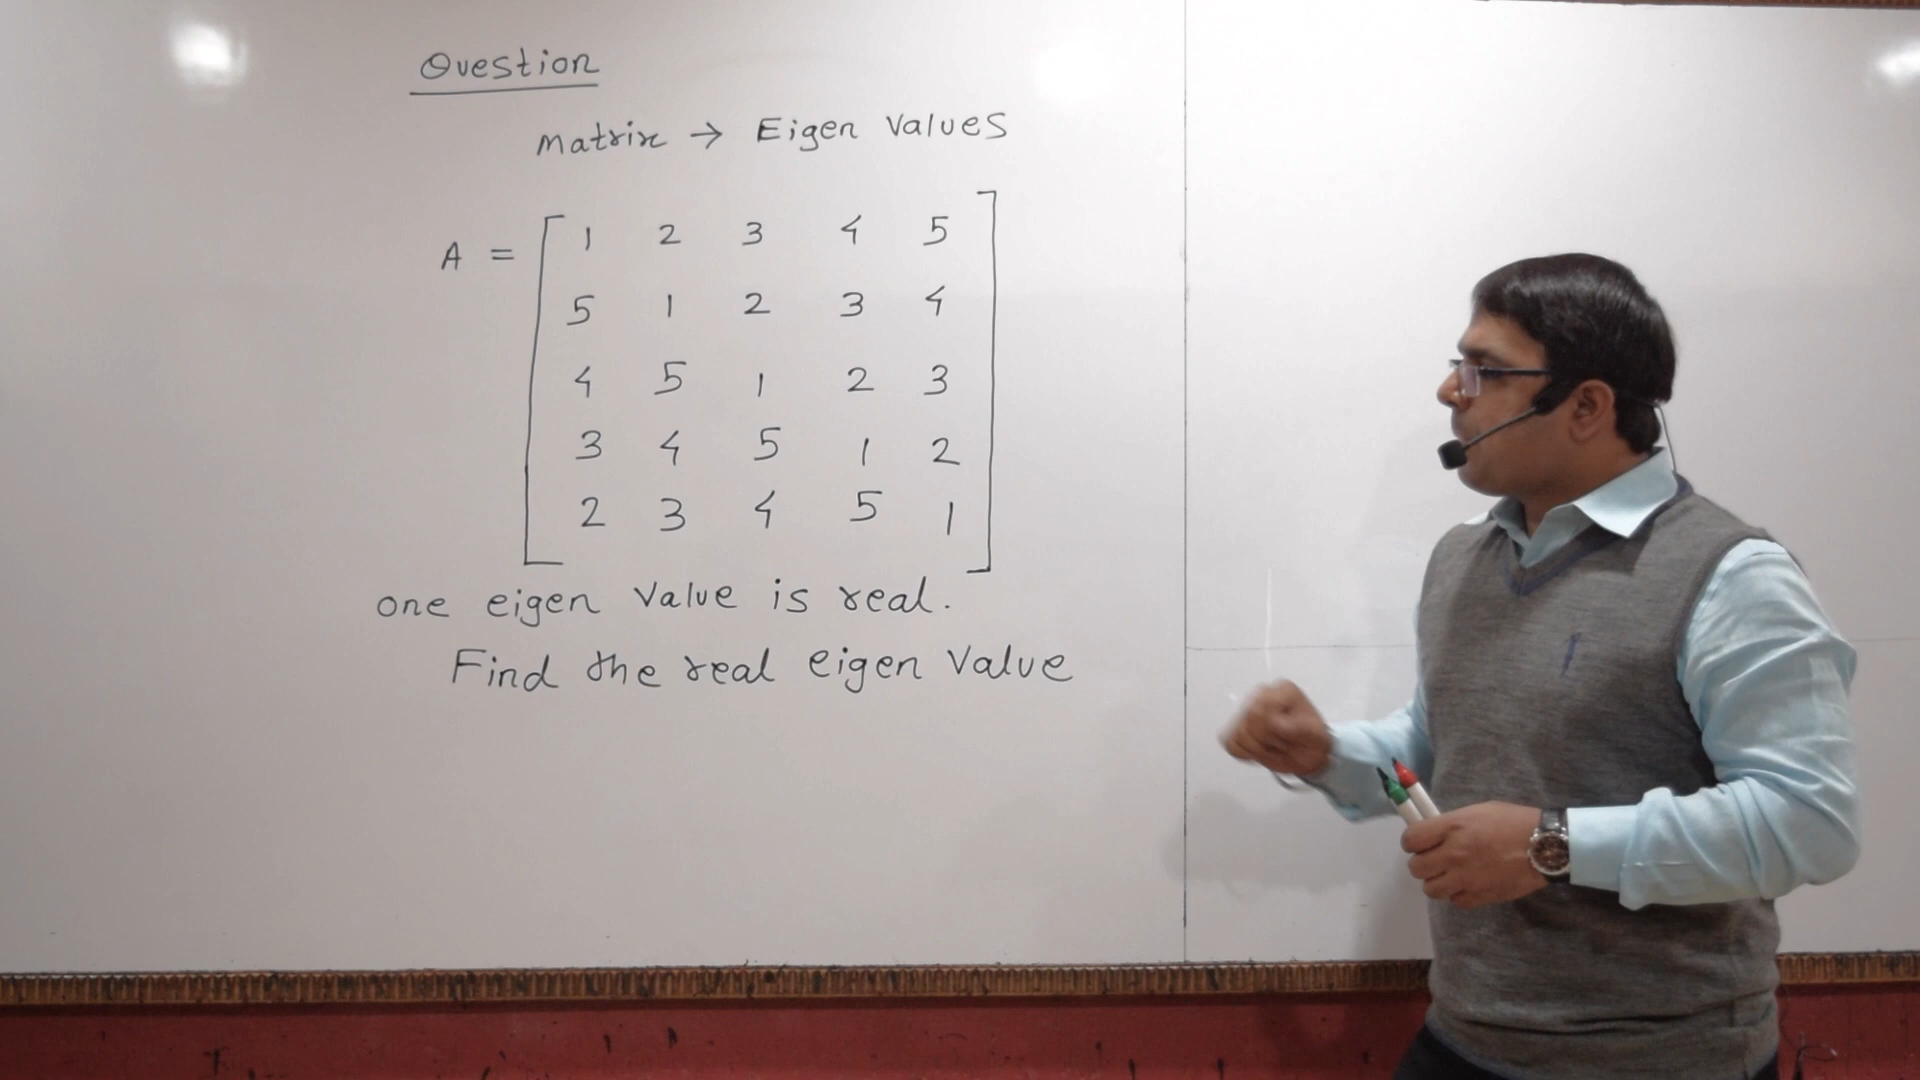 Question
Matrix → Eigen Values
A = [ 1 2 3 4 5
5 1 2 3 4
4 5 1 2 3
3 4 5 1 2
2 3 4 5 1 ]
one eigen value is real.
Find the real eigen value